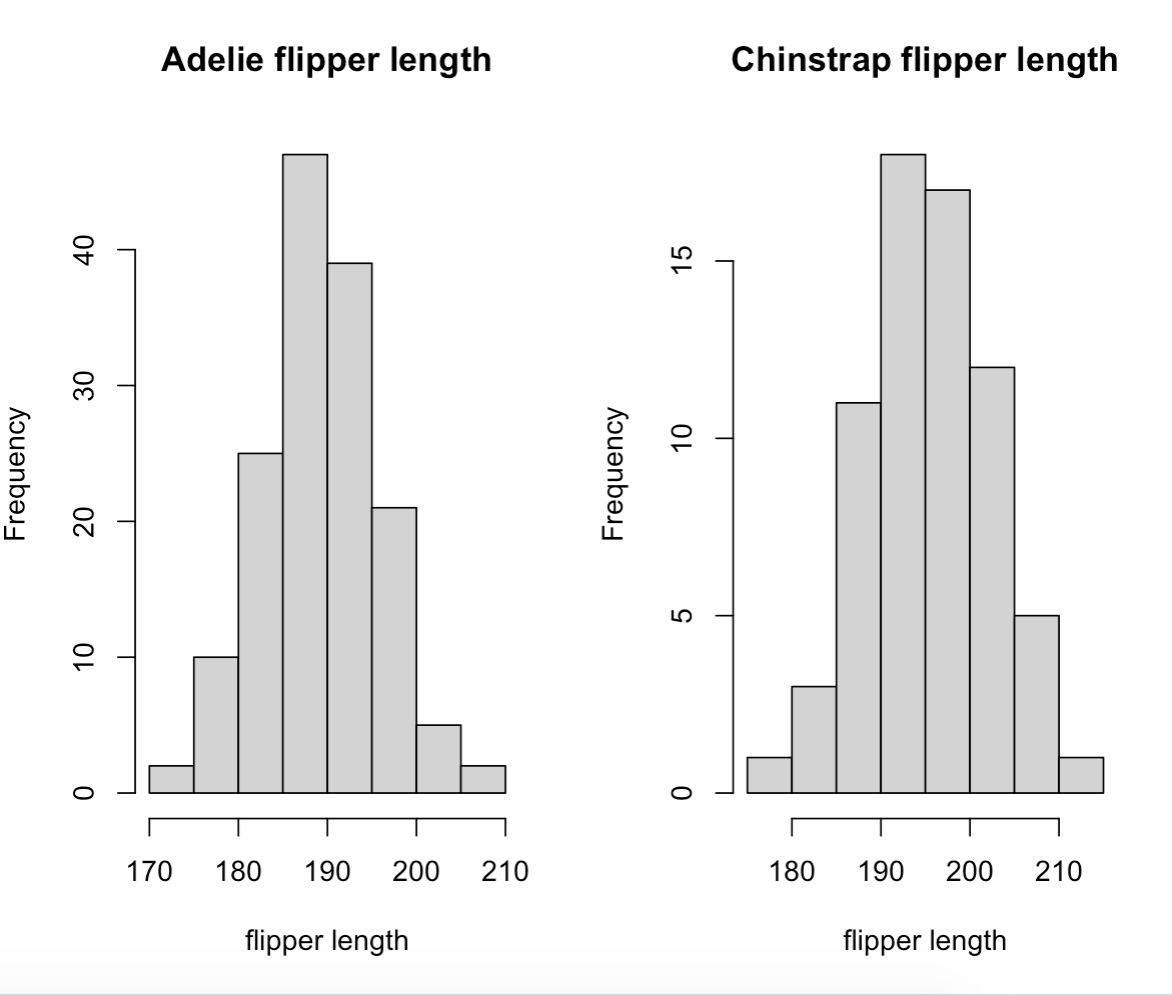 Adelie flipper length
Frequency
40
30
20
10
0
170 180 190 200 210
flipper length
Chinstrap flipper length
Frequency
15
10
5
0
180 190 200 210
flipper length